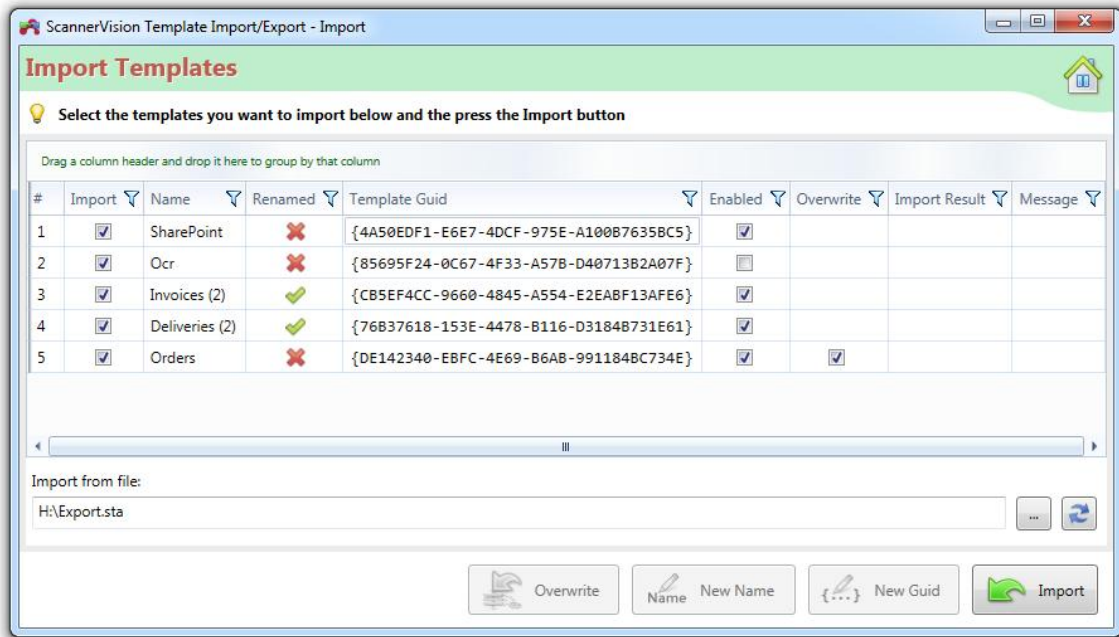 ScannerVision Template Import/Export - Import
Import Templates
Select the templates you want to import below and the press the Import button
Drag a column header and drop it here to group by that column
# Import Name Renamed Template Guid Enabled Overwrite Import Result Message
1 SharePoint {4A50EDF1-E6E7-4DCF-975E-A100B7635BC5}
2 Ocr {85695F24-0C67-4F33-A57B-D40713B2A07F}
3 Invoices (2) {CB5EF4CC-9660-4845-A554-E2EABF13AFE6}
4 Deliveries (2) {76B37618-153E-4478-B116-D3184B731E61}
5 Orders {DE142340-EBFC-4E69-B6AB-991184BC734E}
Import from file:
H:\Export.sta
...
Overwrite Name New Name {...} New Guid Import